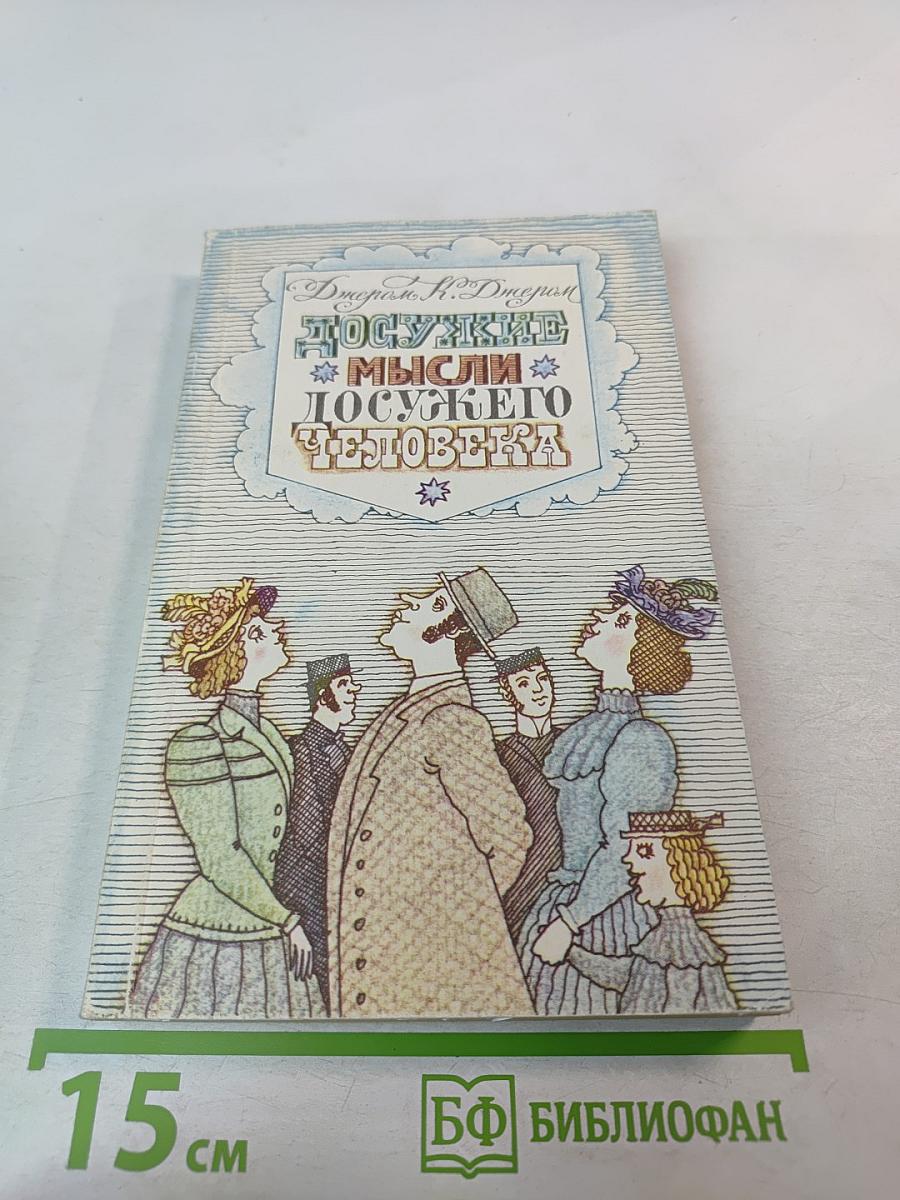 Джером К. Джером
ДОСУЖИЕ
МЫСЛИ
ДОСУЖЕГО
ЧЕЛОВЕКА
15 см
БФ БИБЛИОФАН